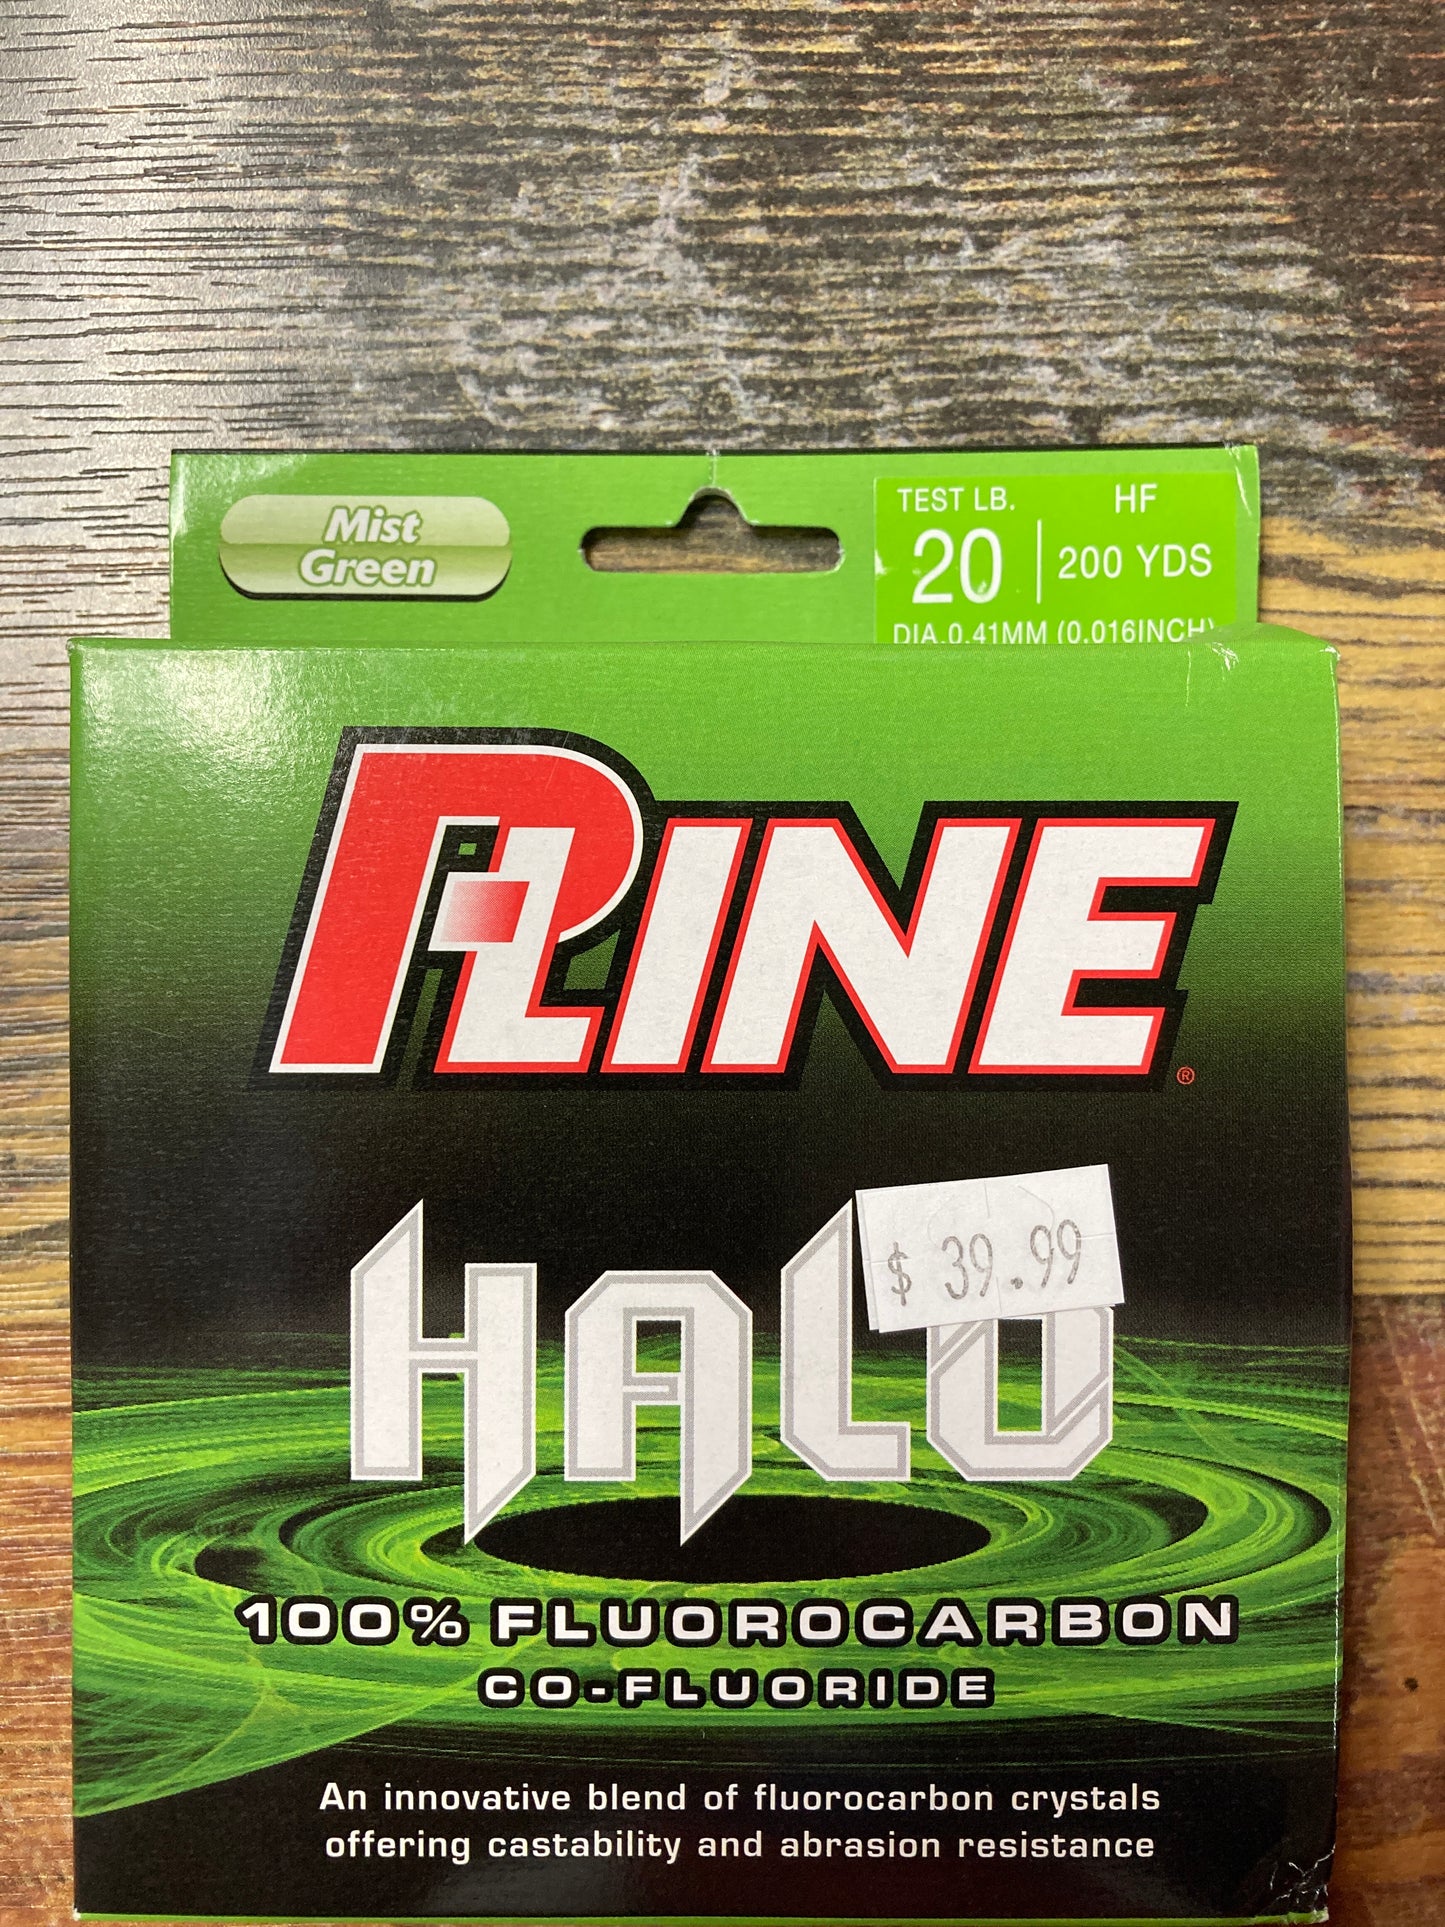 Mist
Green
TEST LB.
HF
20
200 YDS
DIA.0.41MM (0.016INCH)
PLINE®
HALO
$ 39.99
100% FLUOROCARBON
CO-FLUORIDE
An innovative blend of fluorocarbon crystals
offering castability and abrasion resistance